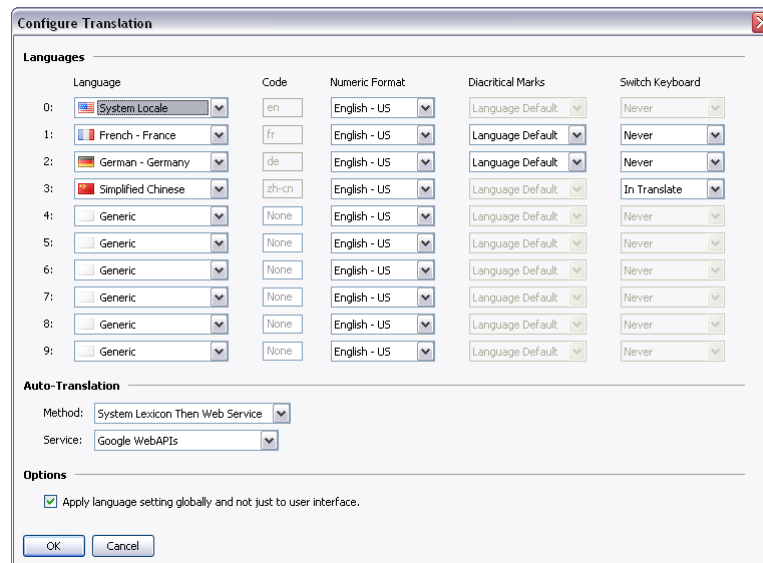 Configure Translation
Languages
Language Code Numeric Format Diacritical Marks Switch Keyboard
0: System Locale en English - US Language Default Never
1: French - France fr English - US Language Default Never
2: German - Germany de English - US Language Default Never
3: Simplified Chinese zh-cn English - US Language Default In Translate
4: Generic None English - US Language Default Never
5: Generic None English - US Language Default Never
6: Generic None English - US Language Default Never
7: Generic None English - US Language Default Never
8: Generic None English - US Language Default Never
9: Generic None English - US Language Default Never
Auto-Translation
Method: System Lexicon Then Web Service
Service: Google WebAPIs
Options
Apply language setting globally and not just to user interface.
OK Cancel